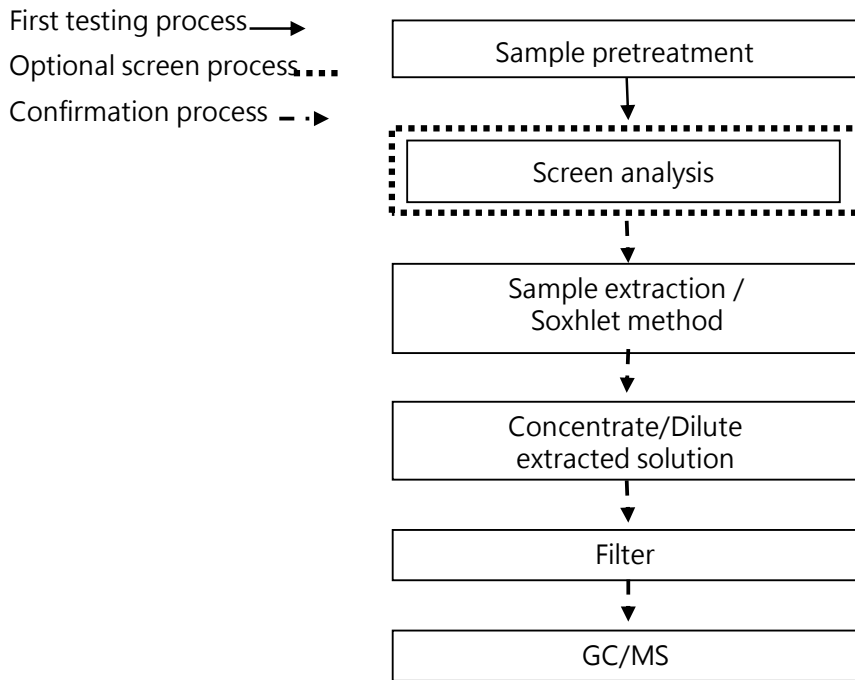 First testing process
Optional screen process
Confirmation process
Sample pretreatment
Screen analysis
Sample extraction /
Soxhlet method
Concentrate/Dilute
extracted solution
Filter
GC/MS